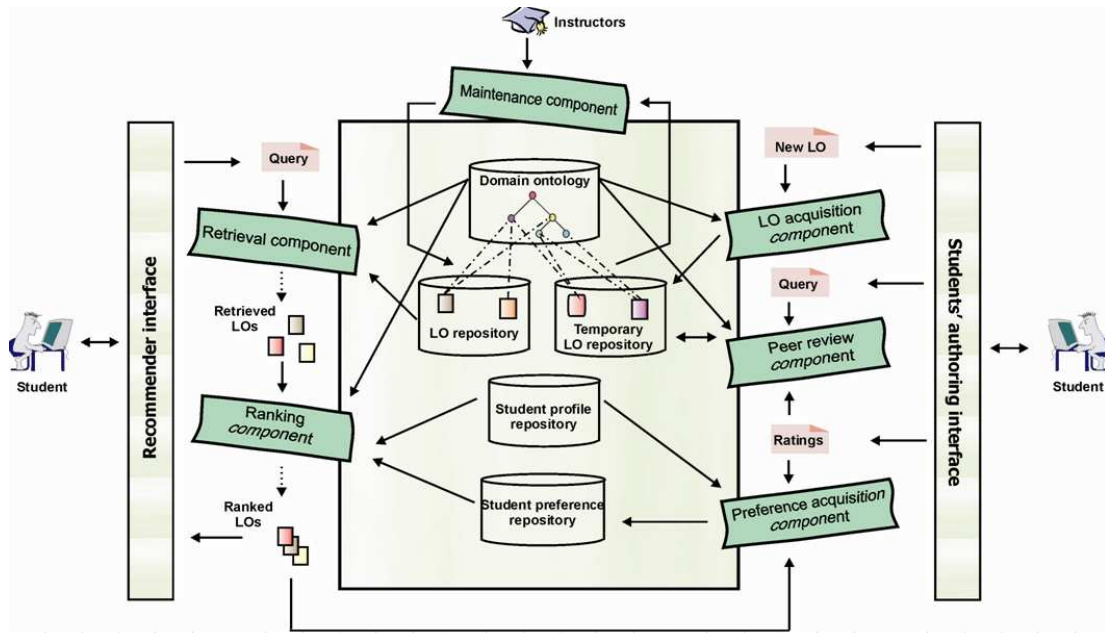 Instructors
Maintenance component
Query
New LO
Domain ontology
Retrieval component
LO acquisition
component
Query
Retrieved
LOs
LO repository
Temporary
LO repository
Peer review
component
Student
Recommender interface
Students' authoring interface
Student
Ranking
component
Student profile
repository
Ratings
Ranked
LOs
Student preference
repository
Preference acquisition
component